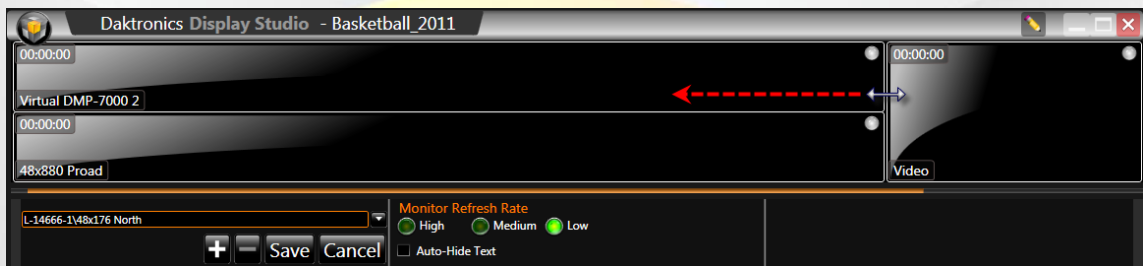 Daktronics Display Studio - Basketball_2011
00:00:00
00:00:00
Virtual DMP-7000 2
00:00:00
48x880 Proad
Video
L-14666-1\48x176 North
Monitor Refresh Rate
High Medium Low
+ - Save Cancel
Auto-Hide Text